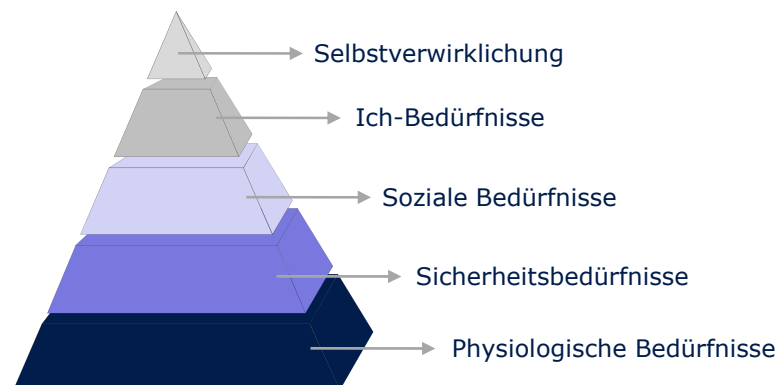 Selbstverwirklichung
Ich-Bedürfnisse
Soziale Bedürfnisse
Sicherheitsbedürfnisse
Physiologische Bedürfnisse